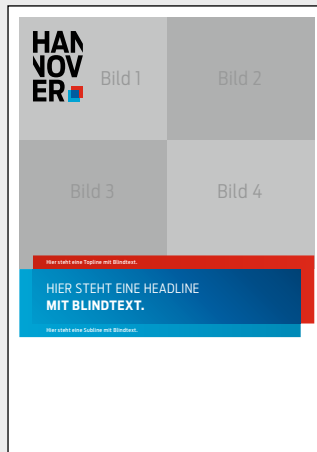 HAN
NOV
ER
Bild 1
Bild 2
Bild 3
Bild 4
Hier steht eine Topline mit Blindtext.
HIER STEHT EINE HEADLINE
MIT BLINDTEXT.
Hier steht eine Subline mit Blindtext.